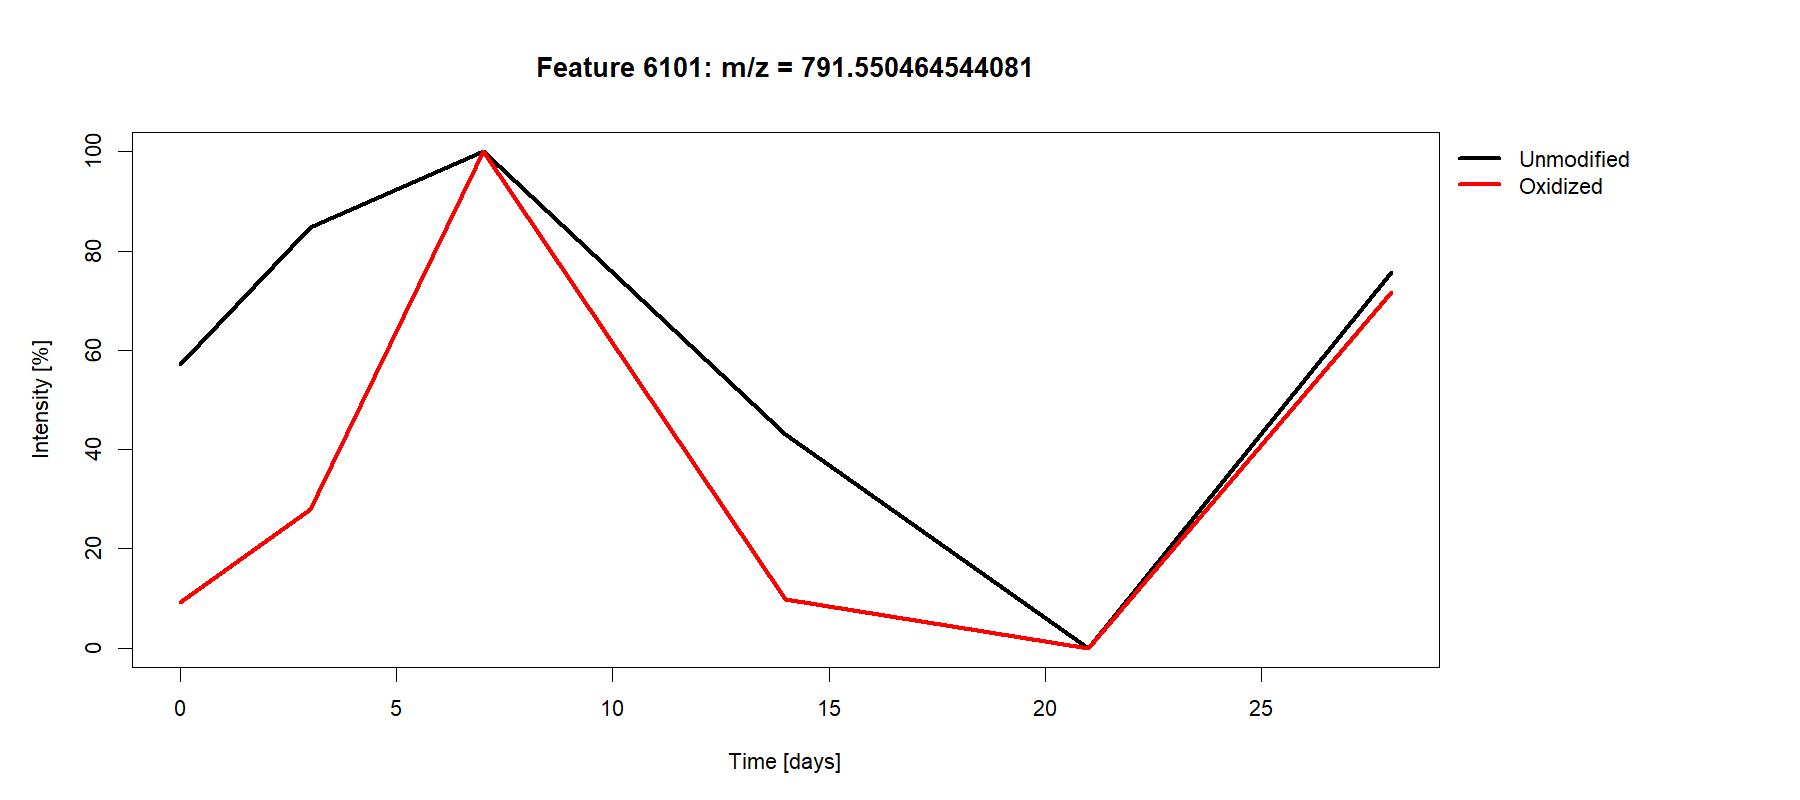 Feature 6101: m/z = 791.550464544081
Unmodified
Oxidized
Intensity [%]
100
80
60
40
20
0
0 5 10 15 20 25
Time [days]